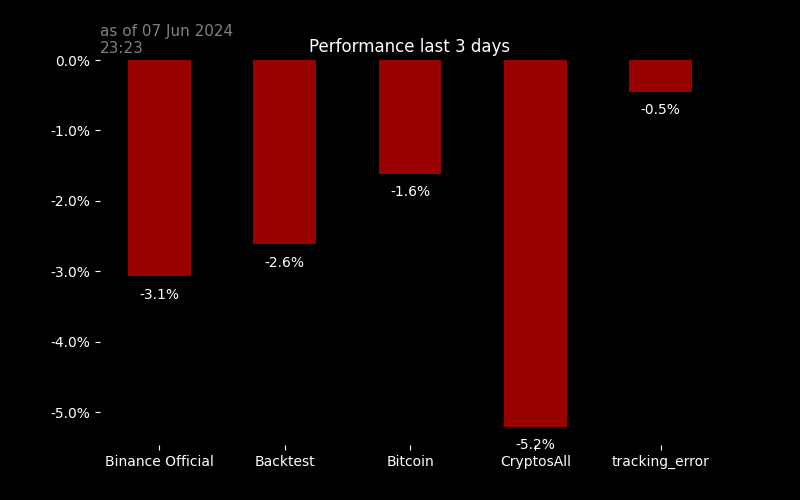 as of 07 Jun 2024
23:23
Performance last 3 days
0.0%
-1.0%
-2.0%
-3.0%
-4.0%
-5.0%
-3.1%
-2.6%
-1.6%
-5.2%
-0.5%
Binance Official
Backtest
Bitcoin
CryptosAll
tracking_error